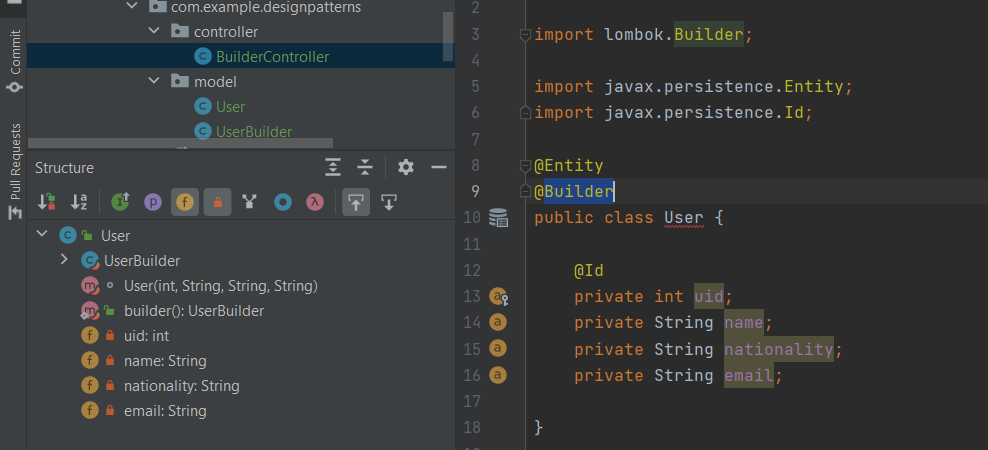 com.example.designpatterns
controller
BuilderController
model
User
UserBuilder
Commit
Pull Requests
Structure
User
UserBuilder
User(int, String, String, String)
builder(): UserBuilder
uid: int
name: String
nationality: String
email: String
2
3 import lombok.Builder;
4
5 import javax.persistence.Entity;
6 import javax.persistence.Id;
7
8 @Entity
9 @Builder
10 public class User {
11
12 @Id
13 private int uid;
14 private String name;
15 private String nationality;
16 private String email;
17
18 }